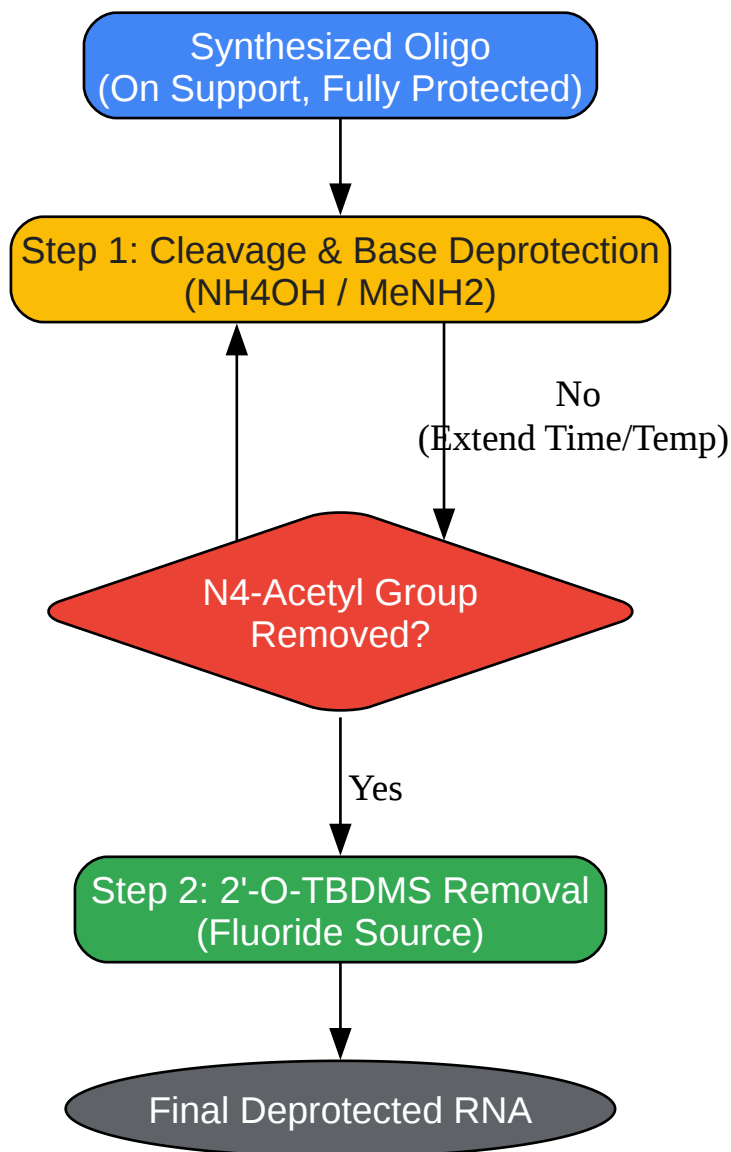 Synthesized Oligo
(On Support, Fully Protected)
Step 1: Cleavage & Base Deprotection
(NH4OH / MeNH2)
No
(Extend Time/Temp)
N4-Acetyl Group
Removed?
Yes
Step 2: 2'-O-TBDMS Removal
(Fluoride Source)
Final Deprotected RNA